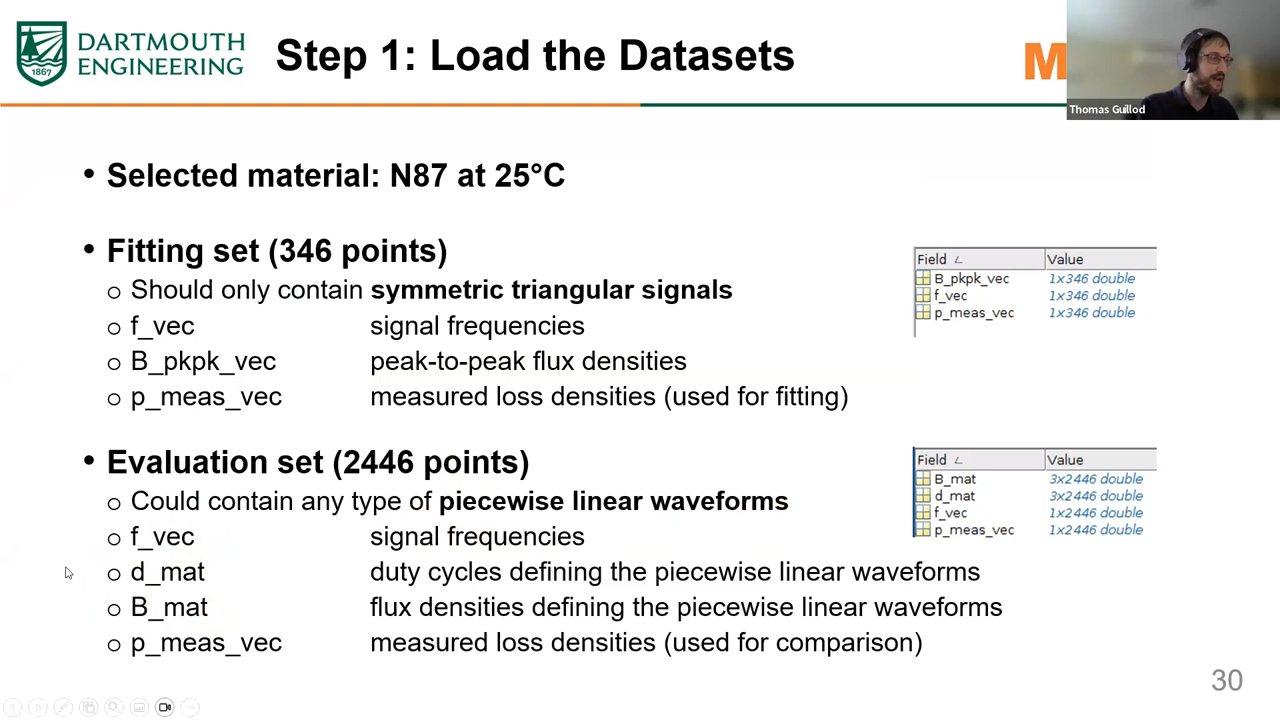 DARTMOUTH
ENGINEERING
1867
Step 1: Load the Datasets
M
Thomas Guillod
• Selected material: N87 at 25°C
• Fitting set (346 points)
o Should only contain symmetric triangular signals
o f_vec signal frequencies
o B_pkpk_vec peak-to-peak flux densities
o p_meas_vec measured loss densities (used for fitting)
Field Value
B_pkpk_vec 1x346 double
f_vec 1x346 double
p_meas_vec 1x346 double
• Evaluation set (2446 points)
o Could contain any type of piecewise linear waveforms
o f_vec signal frequencies
o d_mat duty cycles defining the piecewise linear waveforms
o B_mat flux densities defining the piecewise linear waveforms
o p_meas_vec measured loss densities (used for comparison)
Field Value
B_mat 3x2446 double
d_mat 3x2446 double
f_vec 1x2446 double
p_meas_vec 1x2446 double
30